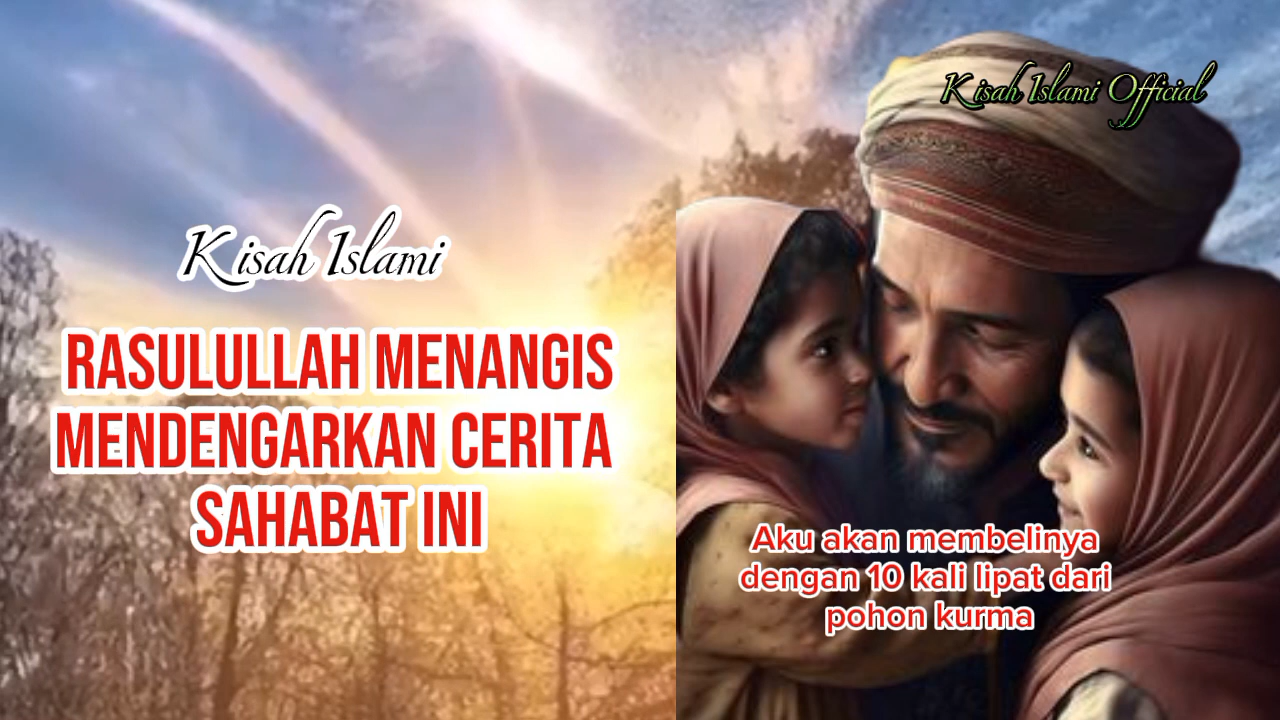 Kisah Islami Official
Kisah Islami
RASULULLAH MENANGIS
MENDENGARKAN CERITA
SAHABAT INI
Aku akan membelinya
dengan 10 kali lipat dari
pohon kurma